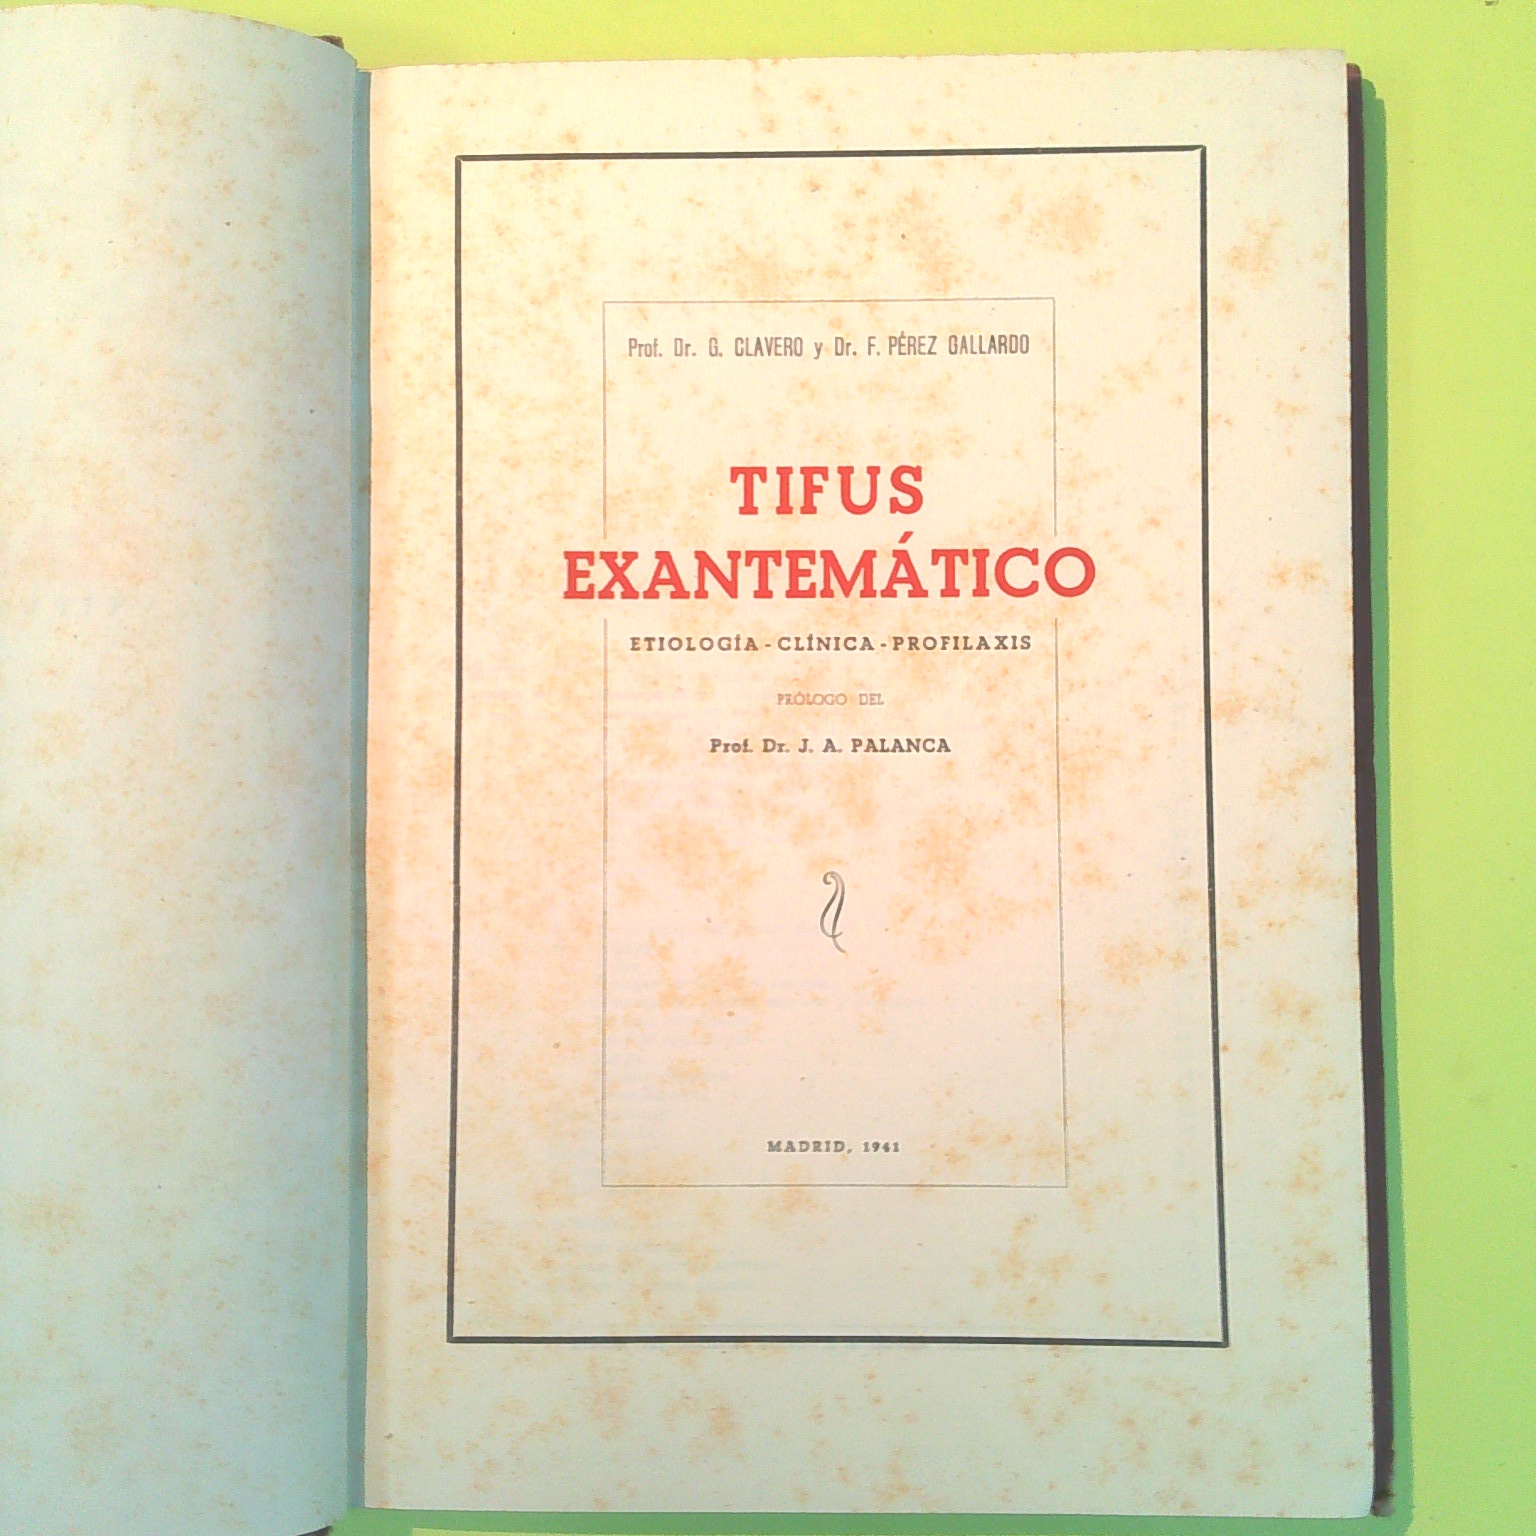 Prof. Dr. G. CLAVERO y Dr. F. PÉREZ GALLARDO
TIFUS
EXANTEMÁTICO
ETIOLOGÍA - CLÍNICA - PROFILAXIS
PRÓLOGO DEL
Prof. Dr. J. A. PALANCA
MADRID, 1941